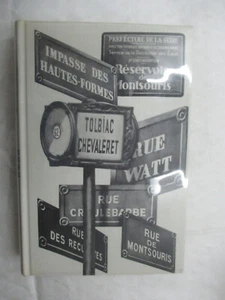 PRÉFECTURE DE LA SEINE
Réservoir
Montsouris
IMPASSE DES
HAUTES-FORMES
TOLBIAC
CHEVALERET
RUE
WATT
RUE
CROULEBARBE
RUE
DES RECULETTES
RUE
DE
MONTSOURIS